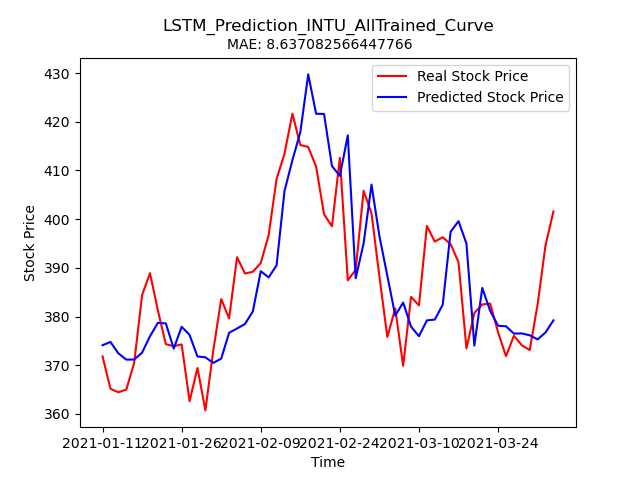 LSTM_Prediction_INTU_AllTrained_Curve
MAE: 8.637082566447766
Real Stock Price
Predicted Stock Price
Stock Price
430
420
410
400
390
380
370
360
2021-01-11 2021-01-26 2021-02-09 2021-02-24 2021-03-10 2021-03-24
Time